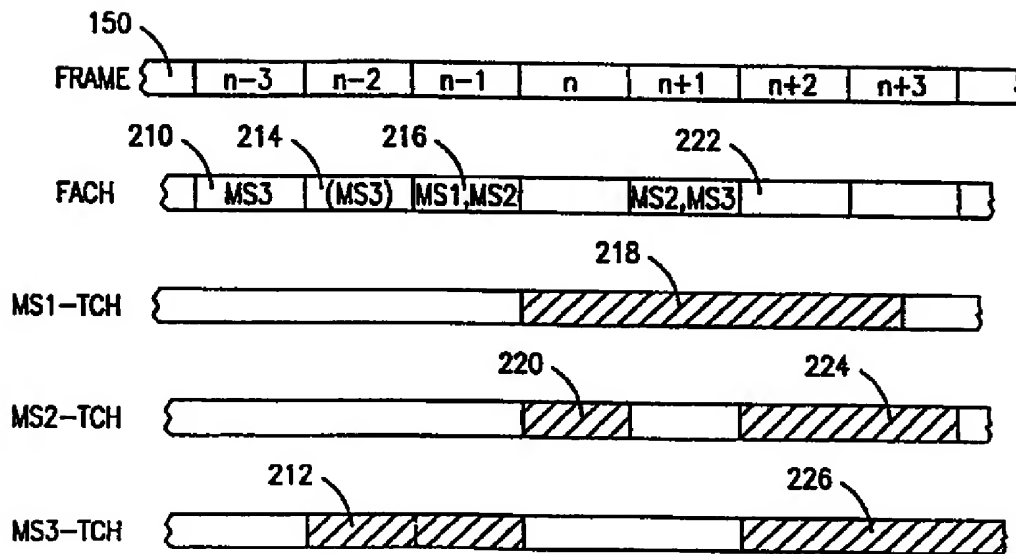 150
FRAME n-3 n-2 n-1 n n+1 n+2 n+3
210 214 216 222
FACH MS3 (MS3) MS1,MS2 MS2,MS3
218
MS1-TCH
220 224
MS2-TCH
212 226
MS3-TCH